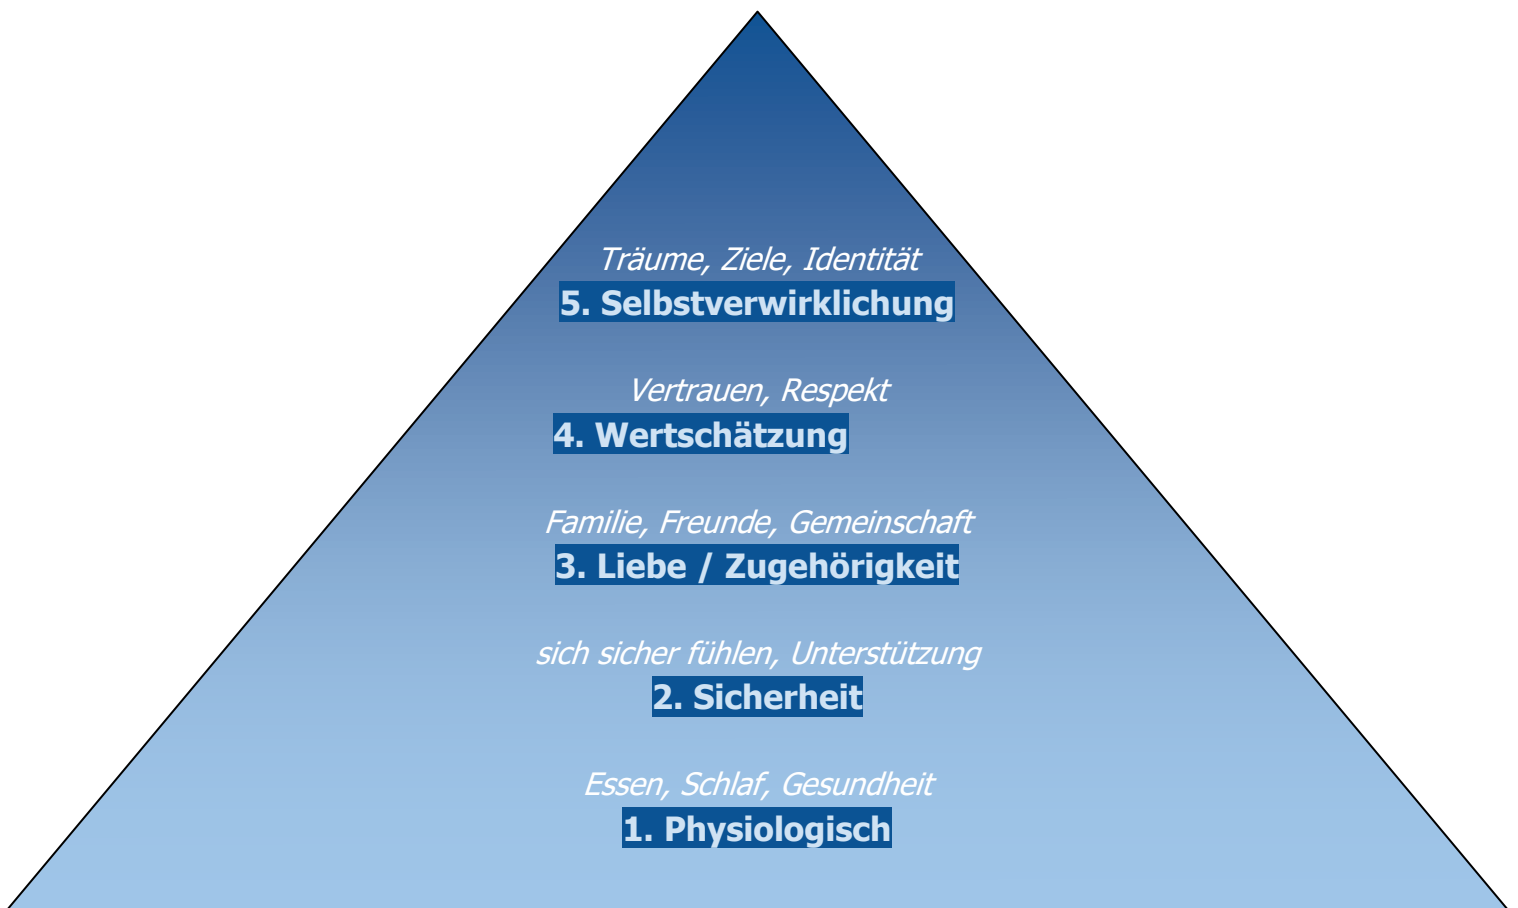 Träume, Ziele, Identität
5. Selbstverwirklichung
Vertrauen, Respekt
4. Wertschätzung
Familie, Freunde, Gemeinschaft
3. Liebe / Zugehörigkeit
sich sicher fühlen, Unterstützung
2. Sicherheit
Essen, Schlaf, Gesundheit
1. Physiologisch